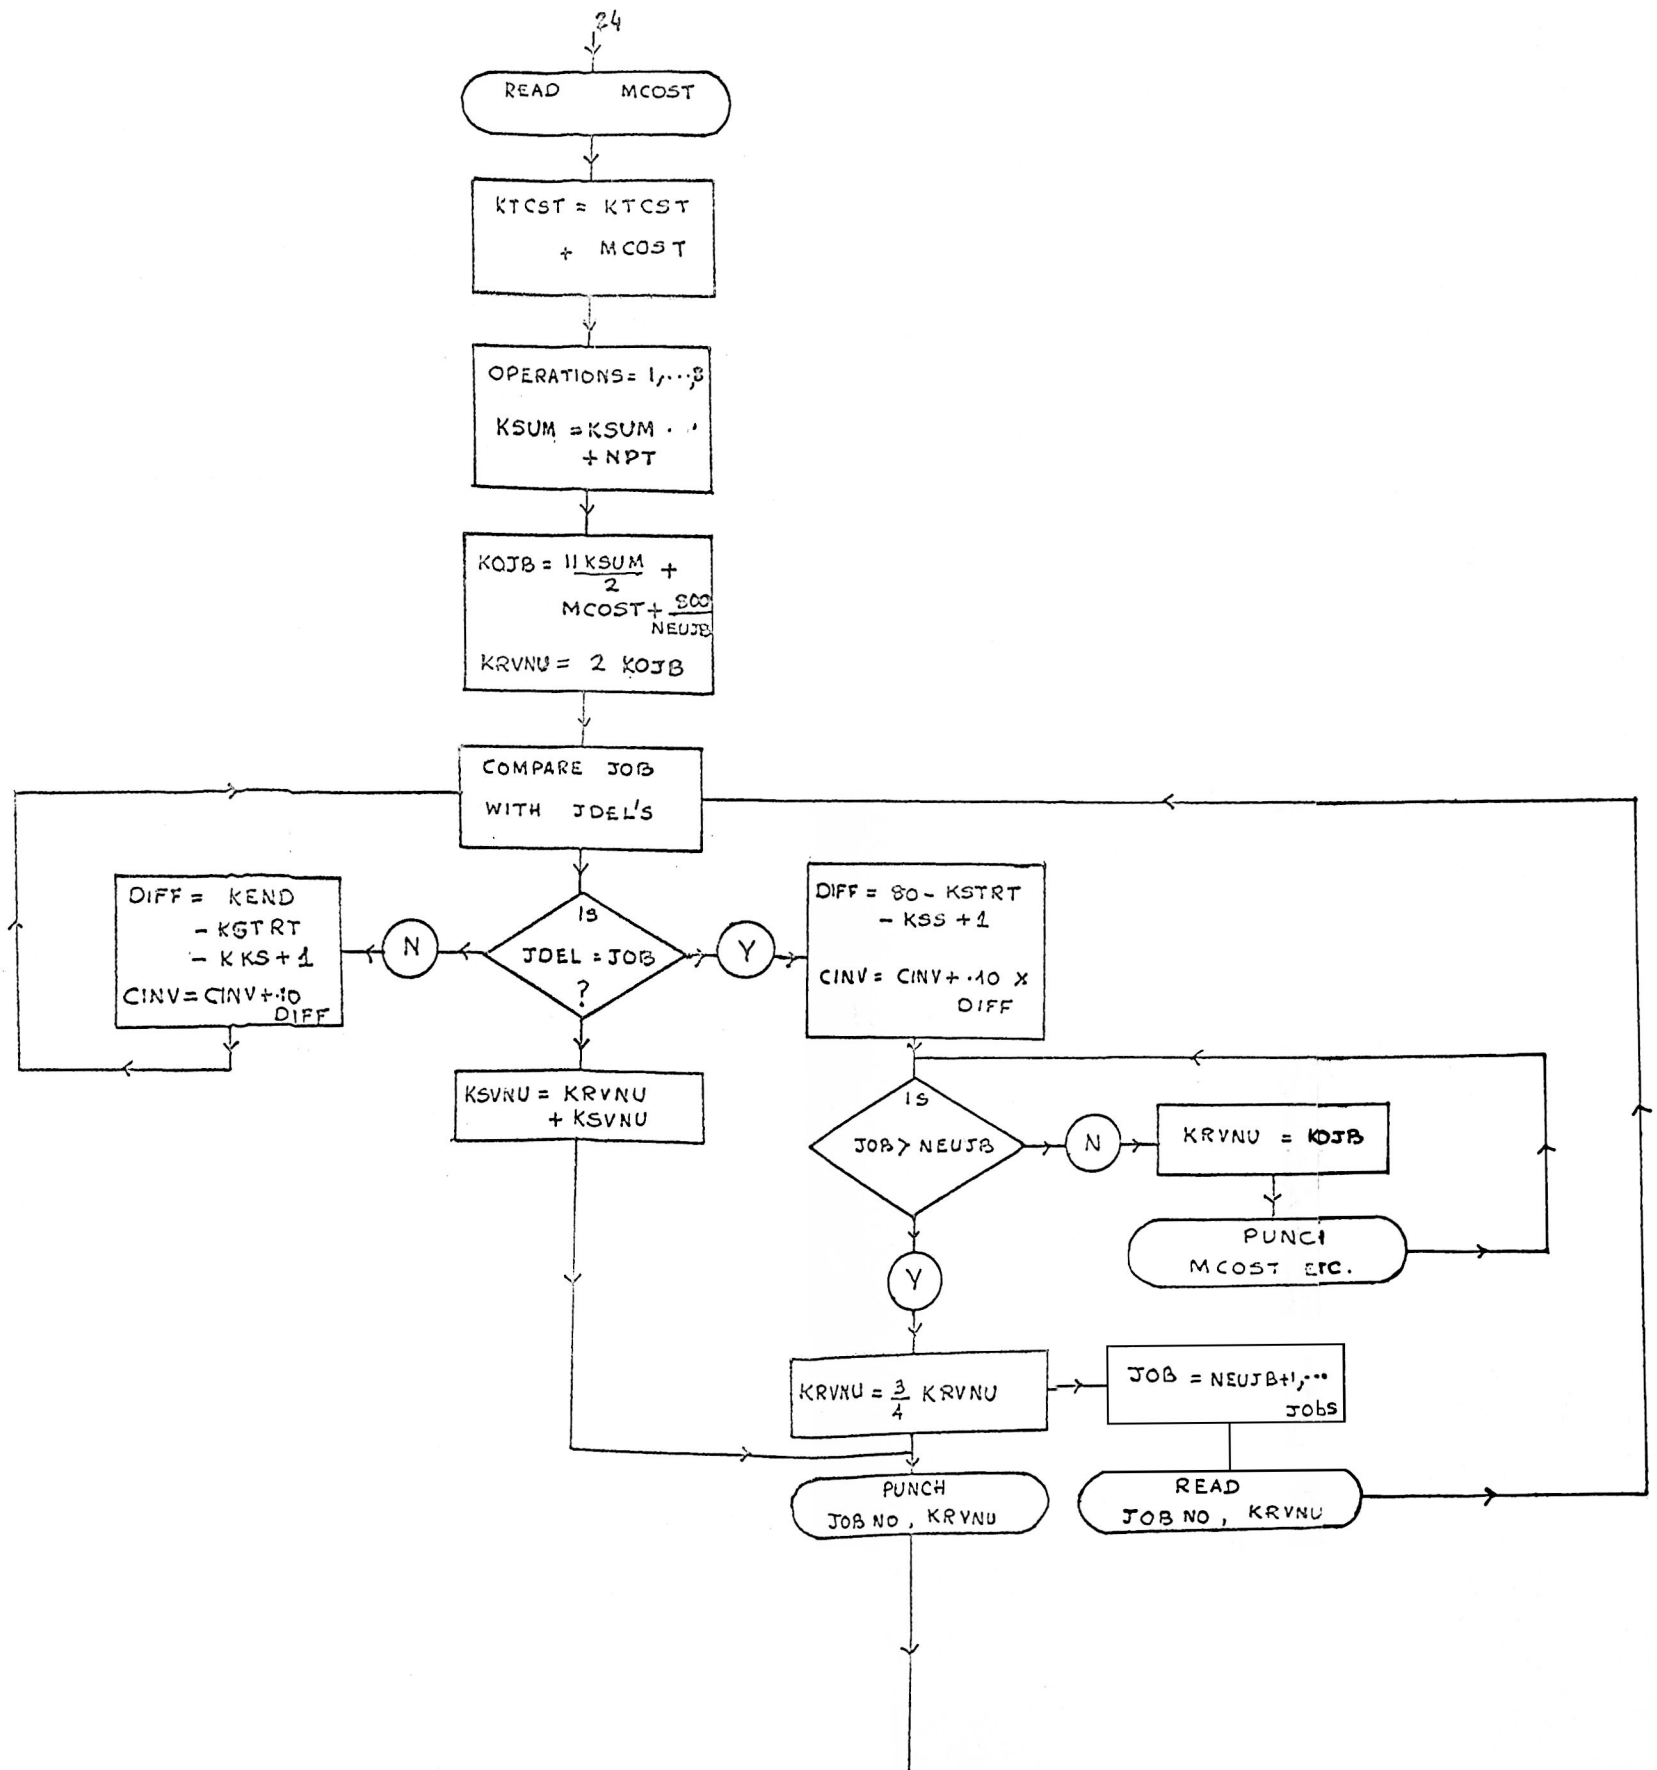 24
READ MCOST
KTCST = KTCST
+ MCOST
OPERATIONS= 1,...,8
KSUM = KSUM
+ NPT
KOJB = 11 KSUM +
2
MCOST + 800
NEUJB
KRVNU = 2 KOJB
COMPARE JOB
WITH JDEL'S
DIFF = KEND
- KSTRT
- KKS + 1
CINV = CINV + .10
DIFF
N
IS
JDEL = JOB
?
Y
DIFF = 80 - KSTRT
- KSS + 1
CINV = CINV + .10 X
DIFF
KSVNU = KRVNU
+ KSVNU
IS
JOB > NEUJB
N
KRVNU = KOJB
PUNCH
MCOST ETC.
Y
KRVNU = 3 KRVNU
4
JOB = NEUJB+1,...
JObS
PUNCH
JOB NO, KRVNU
READ
JOB NO, KRVNU